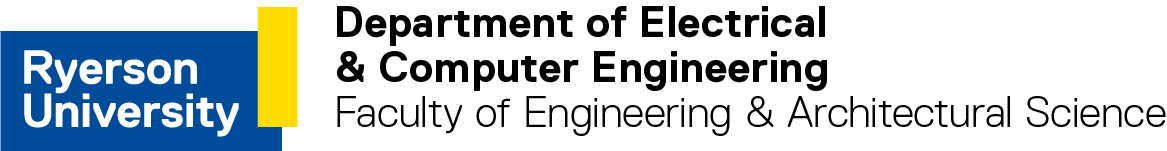 Ryerson
University
Department of Electrical
& Computer Engineering
Faculty of Engineering & Architectural Science